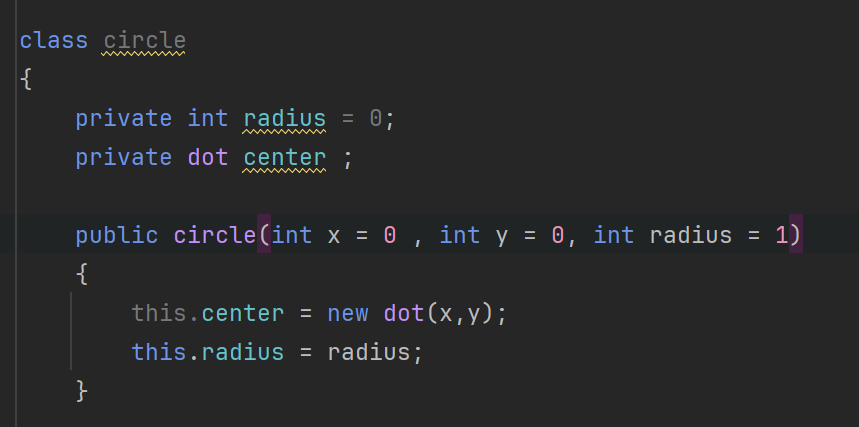 class circle
{
    private int radius = 0;
    private dot center ;

    public circle(int x = 0 , int y = 0, int radius = 1)
    {
        this.center = new dot(x,y);
        this.radius = radius;
    }